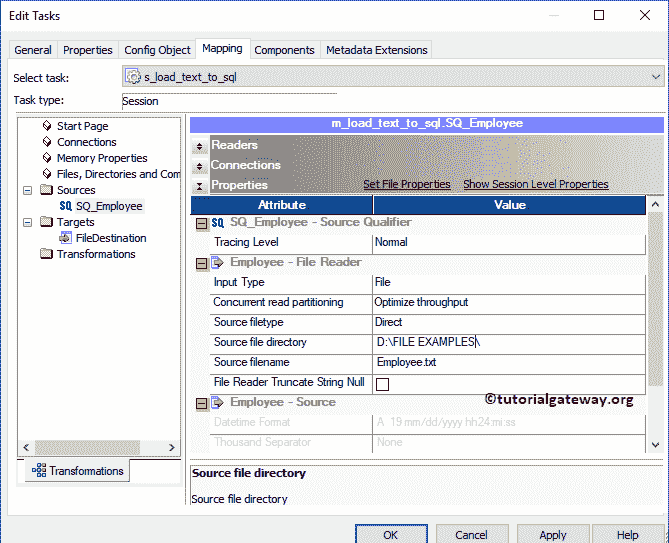 Edit Tasks
General Properties Config Object Mapping Components Metadata Extensions
Select task: s_load_text_to_sql
Task type: Session
Start Page
Connections
Memory Properties
Files, Directories and Com
Sources
SQ SQ_Employee
Targets
FileDestination
Transformations
Transformations
m_load_text_to_sql.SQ_Employee
Readers
Connections
Properties Set File Properties Show Session Level Properties
Attribute Value
SQ SQ_Employee - Source Qualifier
Tracing Level Normal
Employee - File Reader
Input Type File
Concurrent read partitioning Optimize throughput
Source filetype Direct
Source file directory D:\FILE EXAMPLES\
Source filename Employee.txt
File Reader Truncate String Null
©tutorialgateway.org
Employee - Source
Datetime Format A 19 mm/dd/yyyy hh24:mi:ss
Thousand Separator None
Source file directory
Source file directory
OK Cancel Apply Help